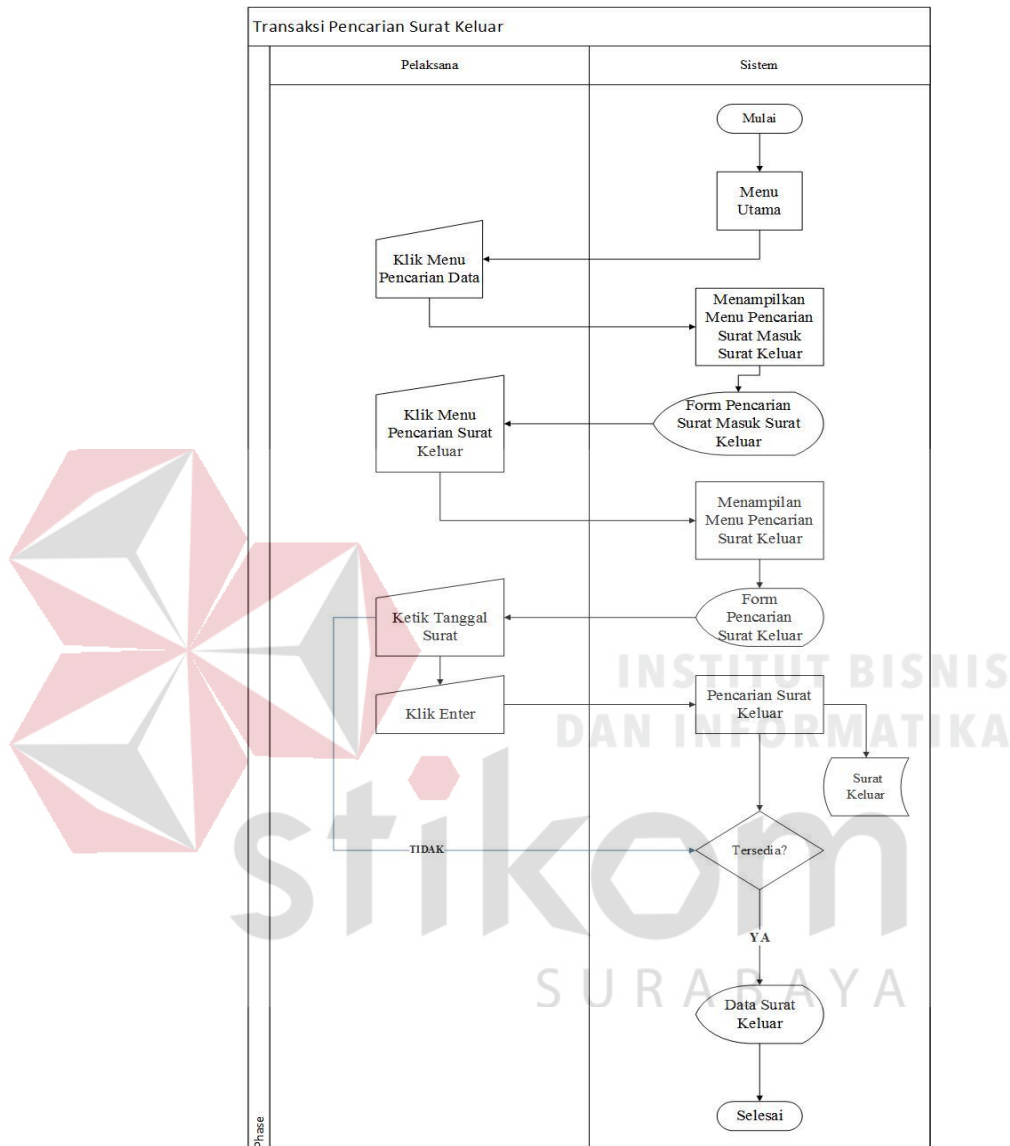 Transaksi Pencarian Surat Keluar
Pelaksana
Sistem
Mulai
Menu
Utama
Klik Menu
Pencarian Data
Menampilkan
Menu Pencarian
Surat Masuk
Surat Keluar
Form Pencarian
Surat Masuk Surat
Keluar
Klik Menu
Pencarian Surat
Keluar
Menampilan
Menu Pencarian
Surat Keluar
Form
Pencarian
Surat Keluar
Ketik Tanggal
Surat
Klik Enter
Pencarian Surat
Keluar
Surat
Keluar
TIDAK
Tersedia?
YA
Data Surat
Keluar
Selesai
Phase
INSTITUT BISNIS
DAN INFORMATIKA
stikom
SURABAYA